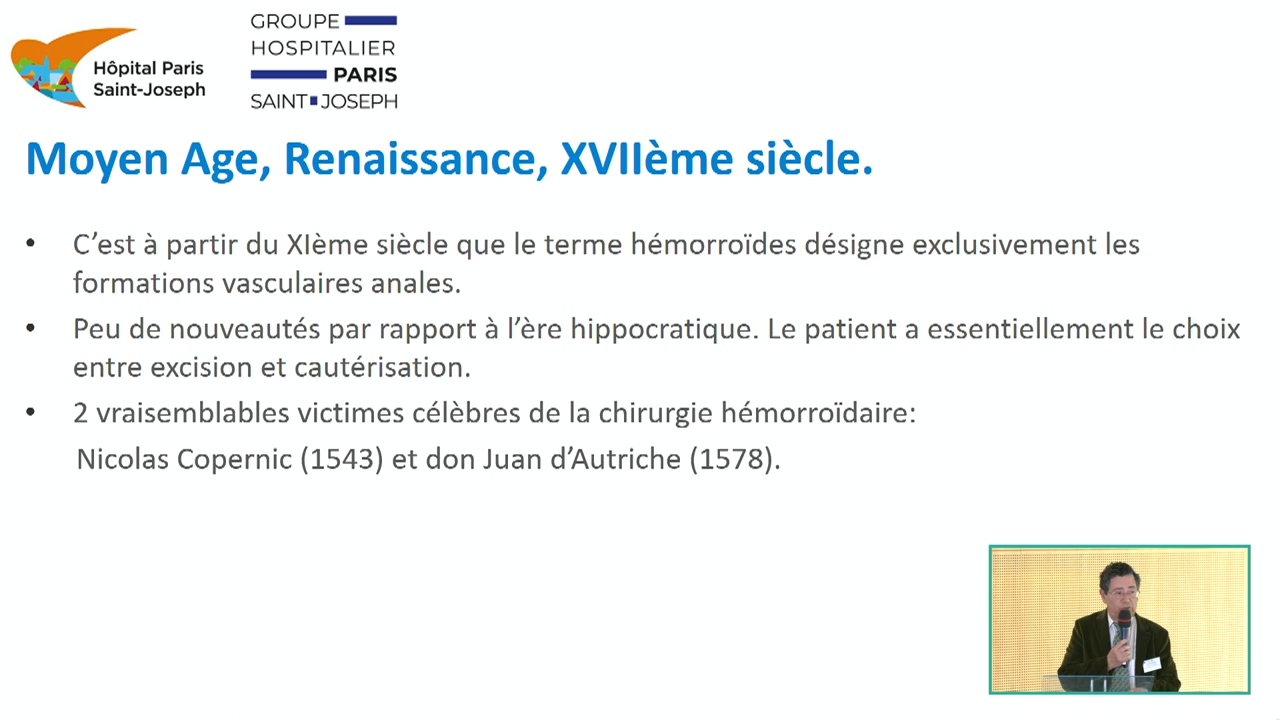 Hôpital Paris
Saint-Joseph
GROUPE
HOSPITALIER
PARIS
SAINT JOSEPH
Moyen Age, Renaissance, XVIIème siècle.
• C’est à partir du XIème siècle que le terme hémorroïdes désigne exclusivement les
formations vasculaires anales.
• Peu de nouveautés par rapport à l’ère hippocratique. Le patient a essentiellement le choix
entre excision et cautérisation.
• 2 vraisemblables victimes célèbres de la chirurgie hémorroïdaire:
Nicolas Copernic (1543) et don Juan d’Autriche (1578).